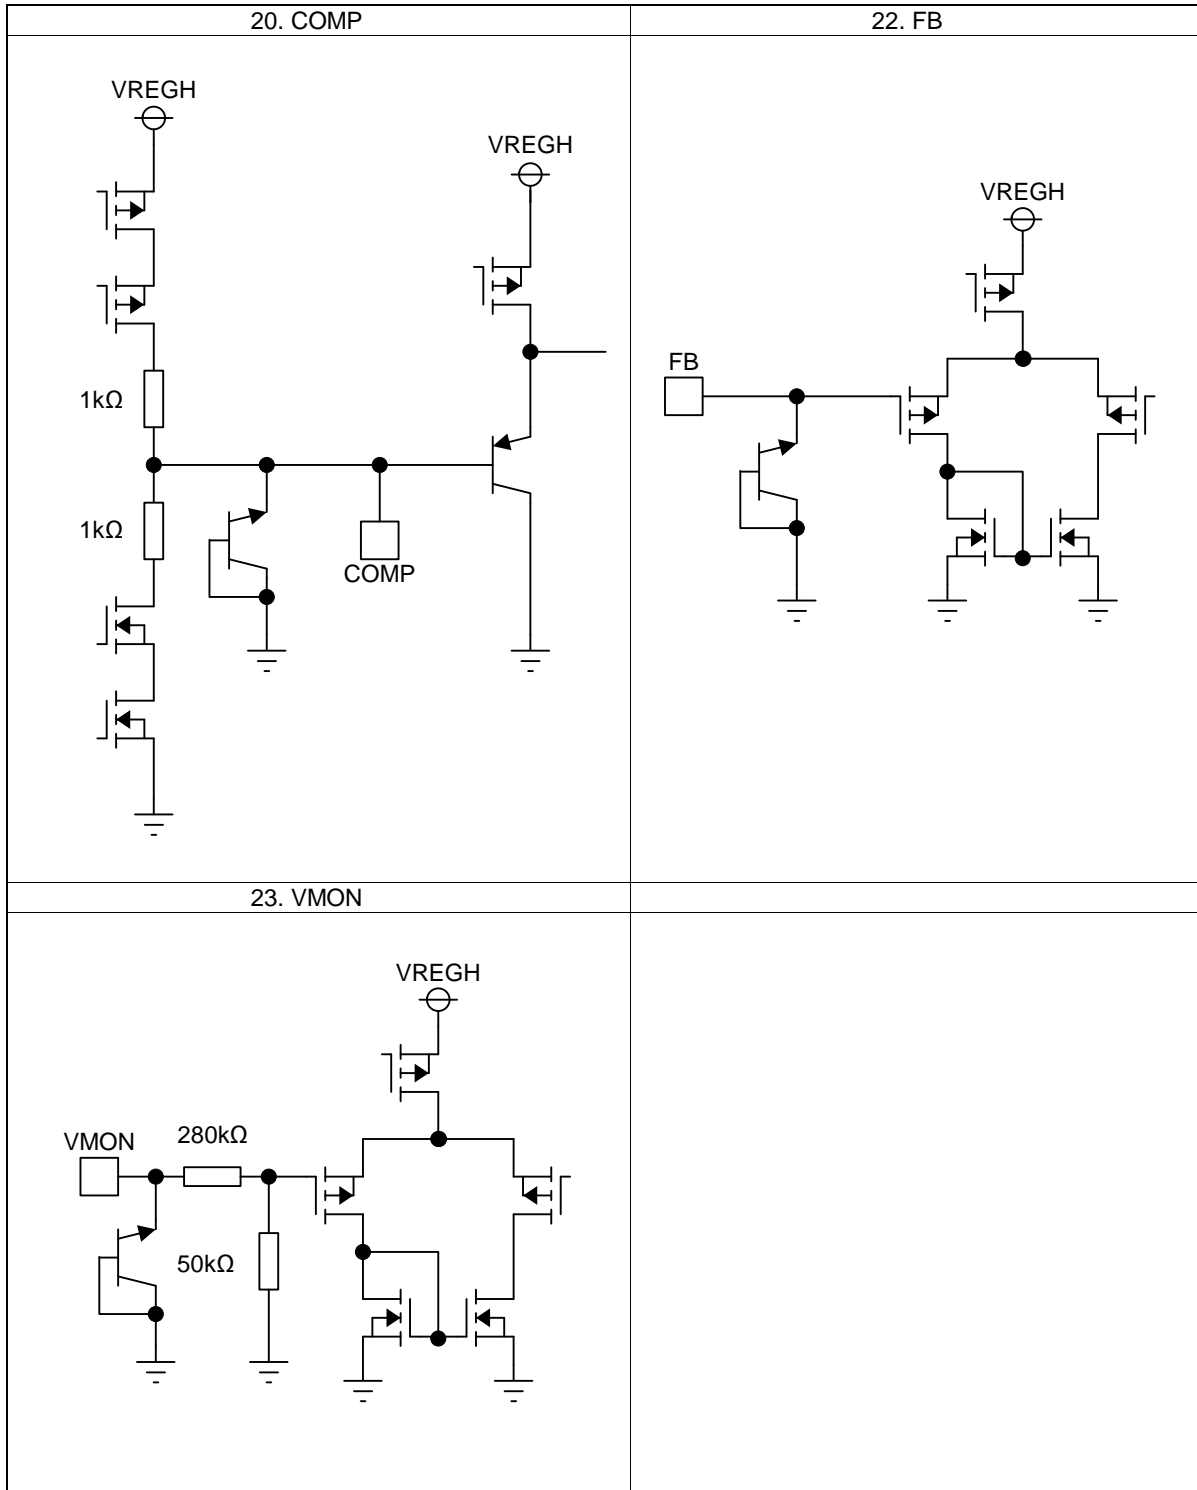 20. COMP
22. FB
VREGH
VREGH
VREGH
FB
1kΩ
1kΩ
COMP
23. VMON
VREGH
VMON
280kΩ
50kΩ